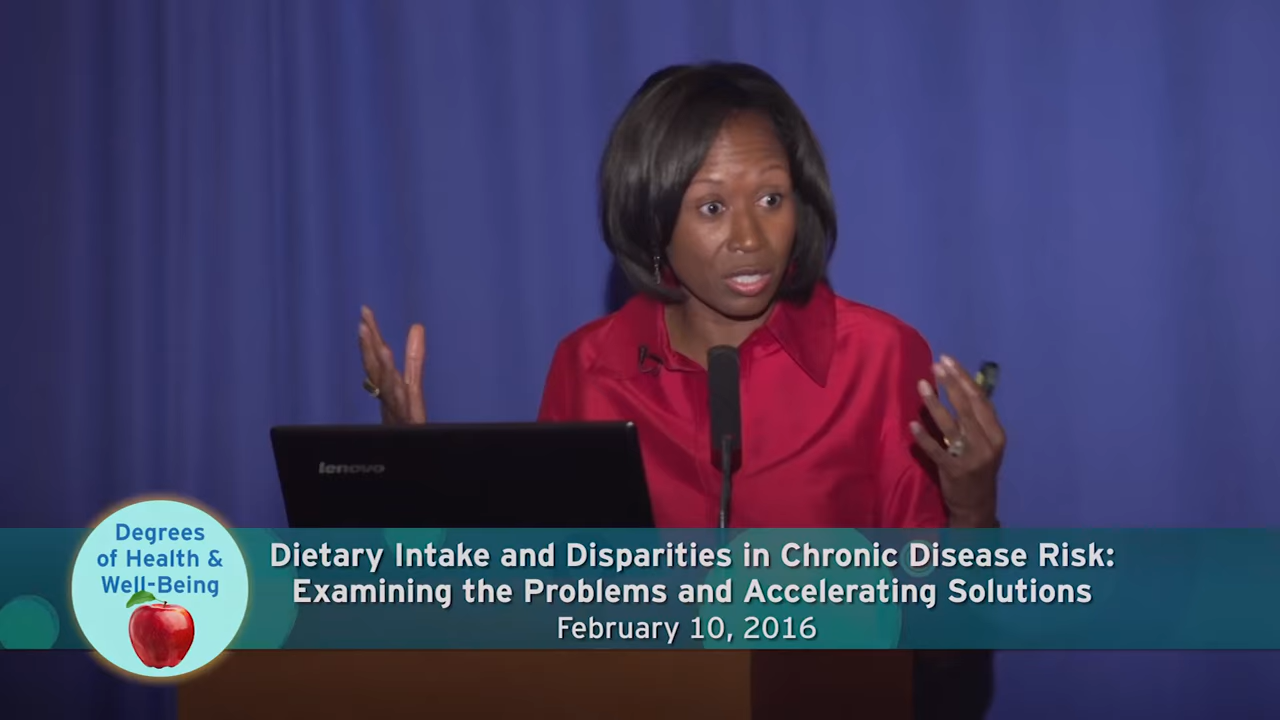 lenovo
Degrees
of Health &
Well-Being
Dietary Intake and Disparities in Chronic Disease Risk:
Examining the Problems and Accelerating Solutions
February 10, 2016